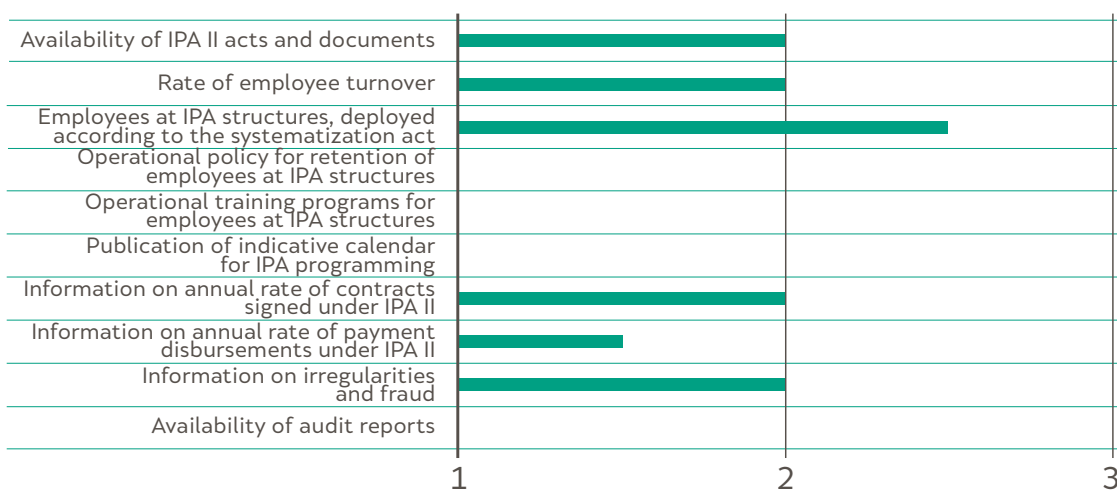 Availability of IPA II acts and documents
Rate of employee turnover
Employees at IPA structures, deployed
according to the systematization act
Operational policy for retention of
employees at IPA structures
Operational training programs for
employees at IPA structures
Publication of indicative calendar
for IPA programming
Information on annual rate of contracts
signed under IPA II
Information on annual rate of payment
disbursements under IPA II
Information on irregularities
and fraud
Availability of audit reports
1 2 3